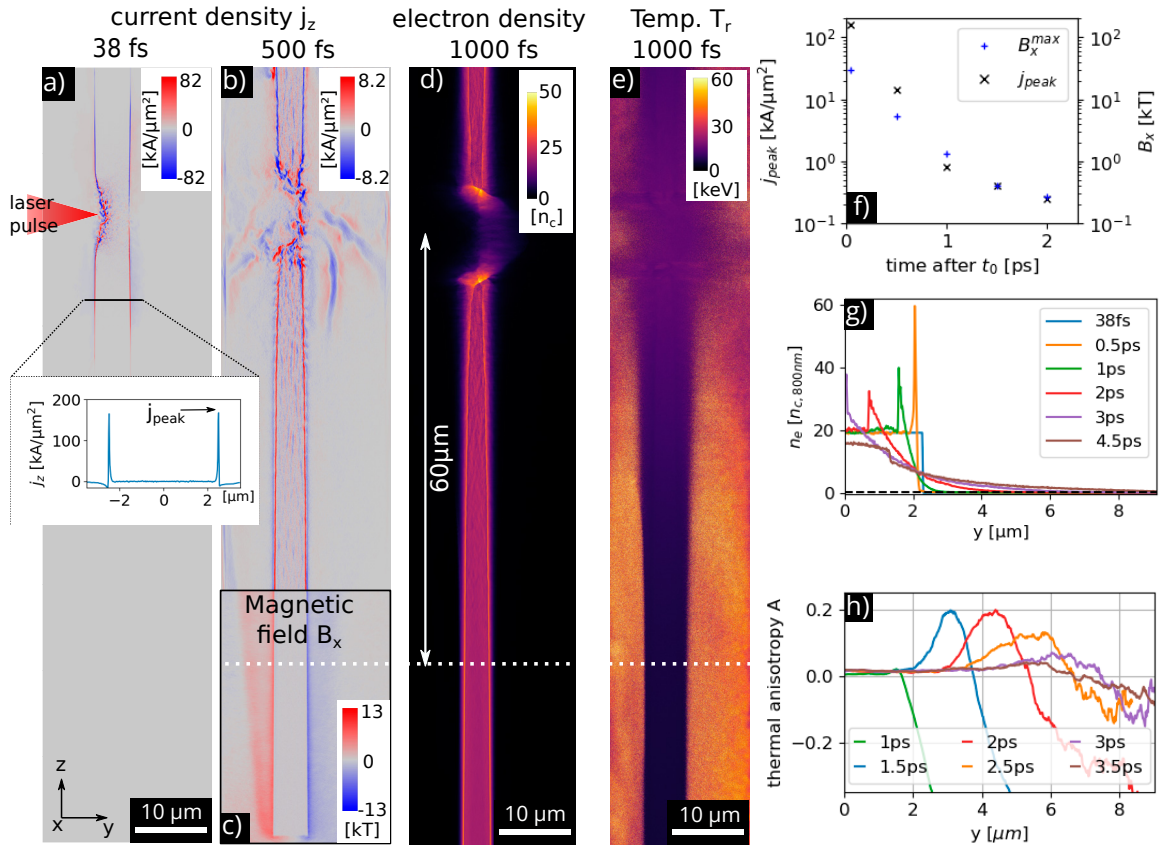 current density j_z
electron density
Temp. T_r
38 fs
500 fs
1000 fs
1000 fs
a)
82
0
-82
[kA/μm²]
laser
pulse
200
100
0
j_z [kA/μm²]
j_peak
−2
0
2
[μm]
z
x
y
10 μm
b)
8.2
0
-8.2
[kA/μm²]
Magnetic
field B_x
13
0
-13
[kT]
c)
d)
50
25
0
[n_c]
60μm
10 μm
e)
60
30
0
[keV]
10 μm
10²
10¹
10⁰
10⁻¹
j_peak [kA/μm²]
B_x^max
j_peak
10²
10¹
10⁰
10⁻¹
B_x [kT]
f)
0
1
2
time after t_0 [ps]
g)
60
40
20
0
n_e [n_c,800nm]
38fs
0.5ps
1ps
2ps
3ps
4.5ps
0
2
4
6
8
y [μm]
h)
0.2
0.0
−0.2
thermal anisotropy A
1ps
2ps
3ps
1.5ps
2.5ps
3.5ps
0
2
4
6
8
y [μm]